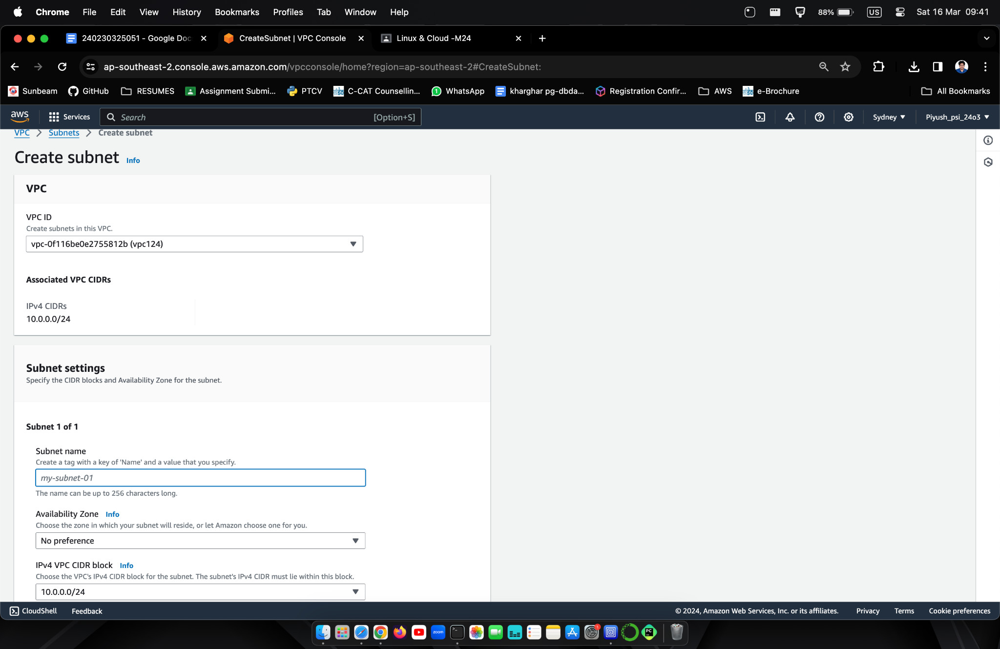 Chrome File Edit View History Bookmarks Profiles Tab Window Help 88% US Sat 16 Mar 09:41
240230325051 - Google Doc CreateSubnet | VPC Console Linux & Cloud -M24
ap-southeast-2.console.aws.amazon.com/vpcconsole/home?region=ap-southeast-2#CreateSubnet:
Sunbeam GitHub RESUMES Assignment Submi... PTCV C-CAT Counsellin... 1 WhatsApp kharghar pg-dbda... Registration Confir... AWS e-Brochure All Bookmarks
aws Services Search [Option+S] Sydney Piyush_psi_24o3
VPC > Subnets > Create subnet
Create subnet Info
VPC
VPC ID
Create subnets in this VPC.
vpc-0f116be0e2755812b (vpc124)
Associated VPC CIDRs
IPv4 CIDRs
10.0.0.0/24
Subnet settings
Specify the CIDR blocks and Availability Zone for the subnet.
Subnet 1 of 1
Subnet name
Create a tag with a key of 'Name' and a value that you specify.
my-subnet-01
The name can be up to 256 characters long.
Availability Zone Info
Choose the zone in which your subnet will reside, or let Amazon choose one for you.
No preference
IPv4 VPC CIDR block Info
Choose the VPC's IPv4 CIDR block for the subnet. The subnet's IPv4 CIDR must lie within this block.
10.0.0.0/24
CloudShell Feedback © 2024, Amazon Web Services, Inc. or its affiliates. Privacy Terms Cookie preferences
zoom 1 PC